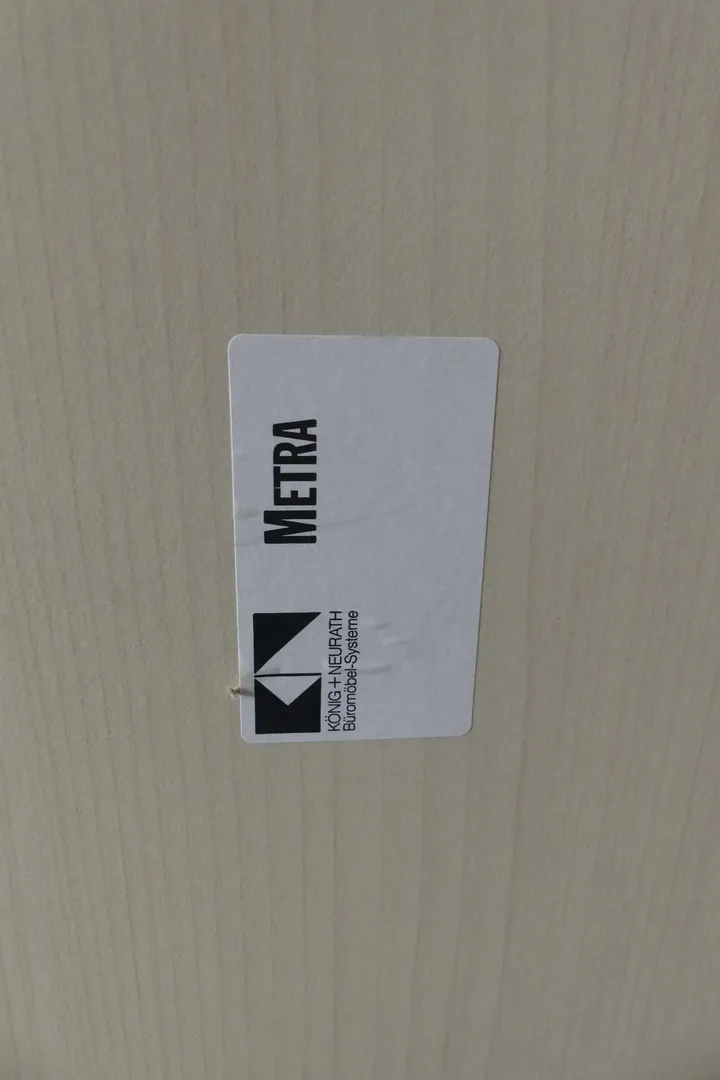 METRA
KÖNIG + NEURATH
Büromöbel-Systeme